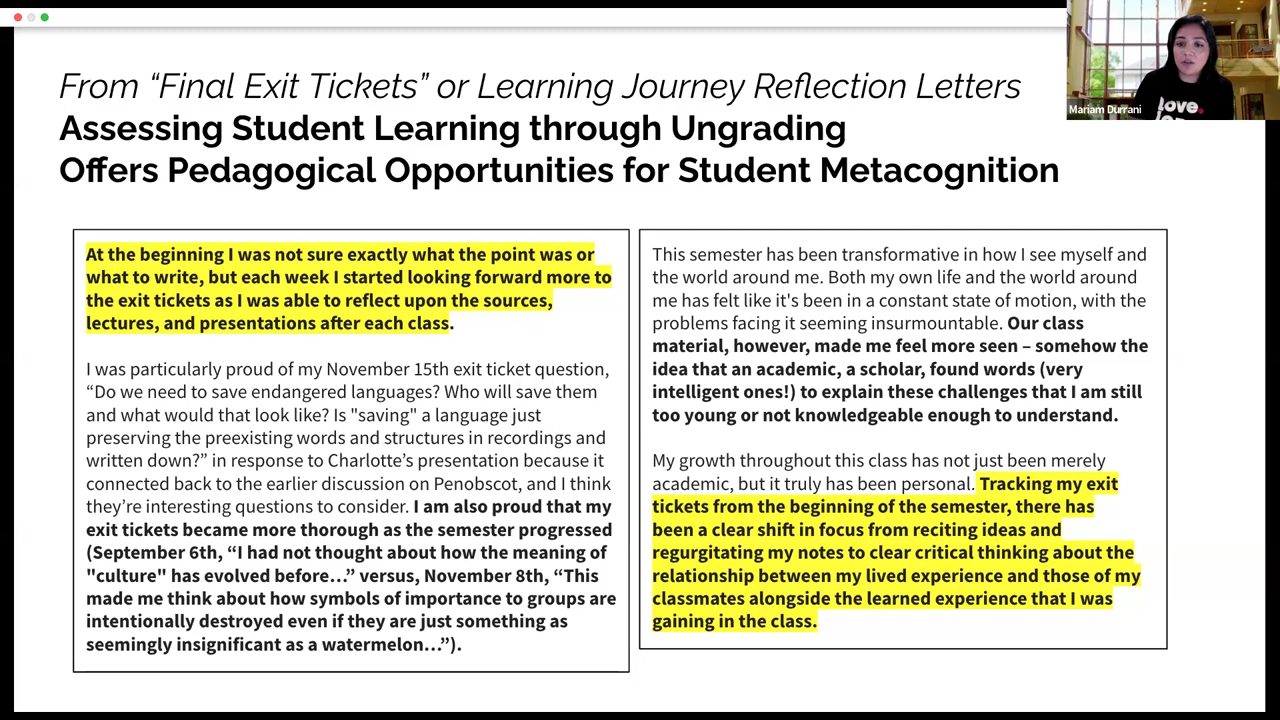 From “Final Exit Tickets” or Learning Journey Reflection Letters
Assessing Student Learning through Ungrading
Offers Pedagogical Opportunities for Student Metacognition
Mariam Durrani
love.
At the beginning I was not sure exactly what the point was or
what to write, but each week I started looking forward more to
the exit tickets as I was able to reflect upon the sources,
lectures, and presentations after each class.
I was particularly proud of my November 15th exit ticket question,
“Do we need to save endangered languages? Who will save them
and what would that look like? Is "saving" a language just
preserving the preexisting words and structures in recordings and
written down?” in response to Charlotte’s presentation because it
connected back to the earlier discussion on Penobscot, and I think
they’re interesting questions to consider. I am also proud that my
exit tickets became more thorough as the semester progressed
(September 6th, “I had not thought about how the meaning of
"culture" has evolved before…” versus, November 8th, “This
made me think about how symbols of importance to groups are
intentionally destroyed even if they are just something as
seemingly insignificant as a watermelon…”).
This semester has been transformative in how I see myself and
the world around me. Both my own life and the world around
me has felt like it's been in a constant state of motion, with the
problems facing it seeming insurmountable. Our class
material, however, made me feel more seen – somehow the
idea that an academic, a scholar, found words (very
intelligent ones!) to explain these challenges that I am still
too young or not knowledgeable enough to understand.
My growth throughout this class has not just been merely
academic, but it truly has been personal. Tracking my exit
tickets from the beginning of the semester, there has
been a clear shift in focus from reciting ideas and
regurgitating my notes to clear critical thinking about the
relationship between my lived experience and those of my
classmates alongside the learned experience that I was
gaining in the class.